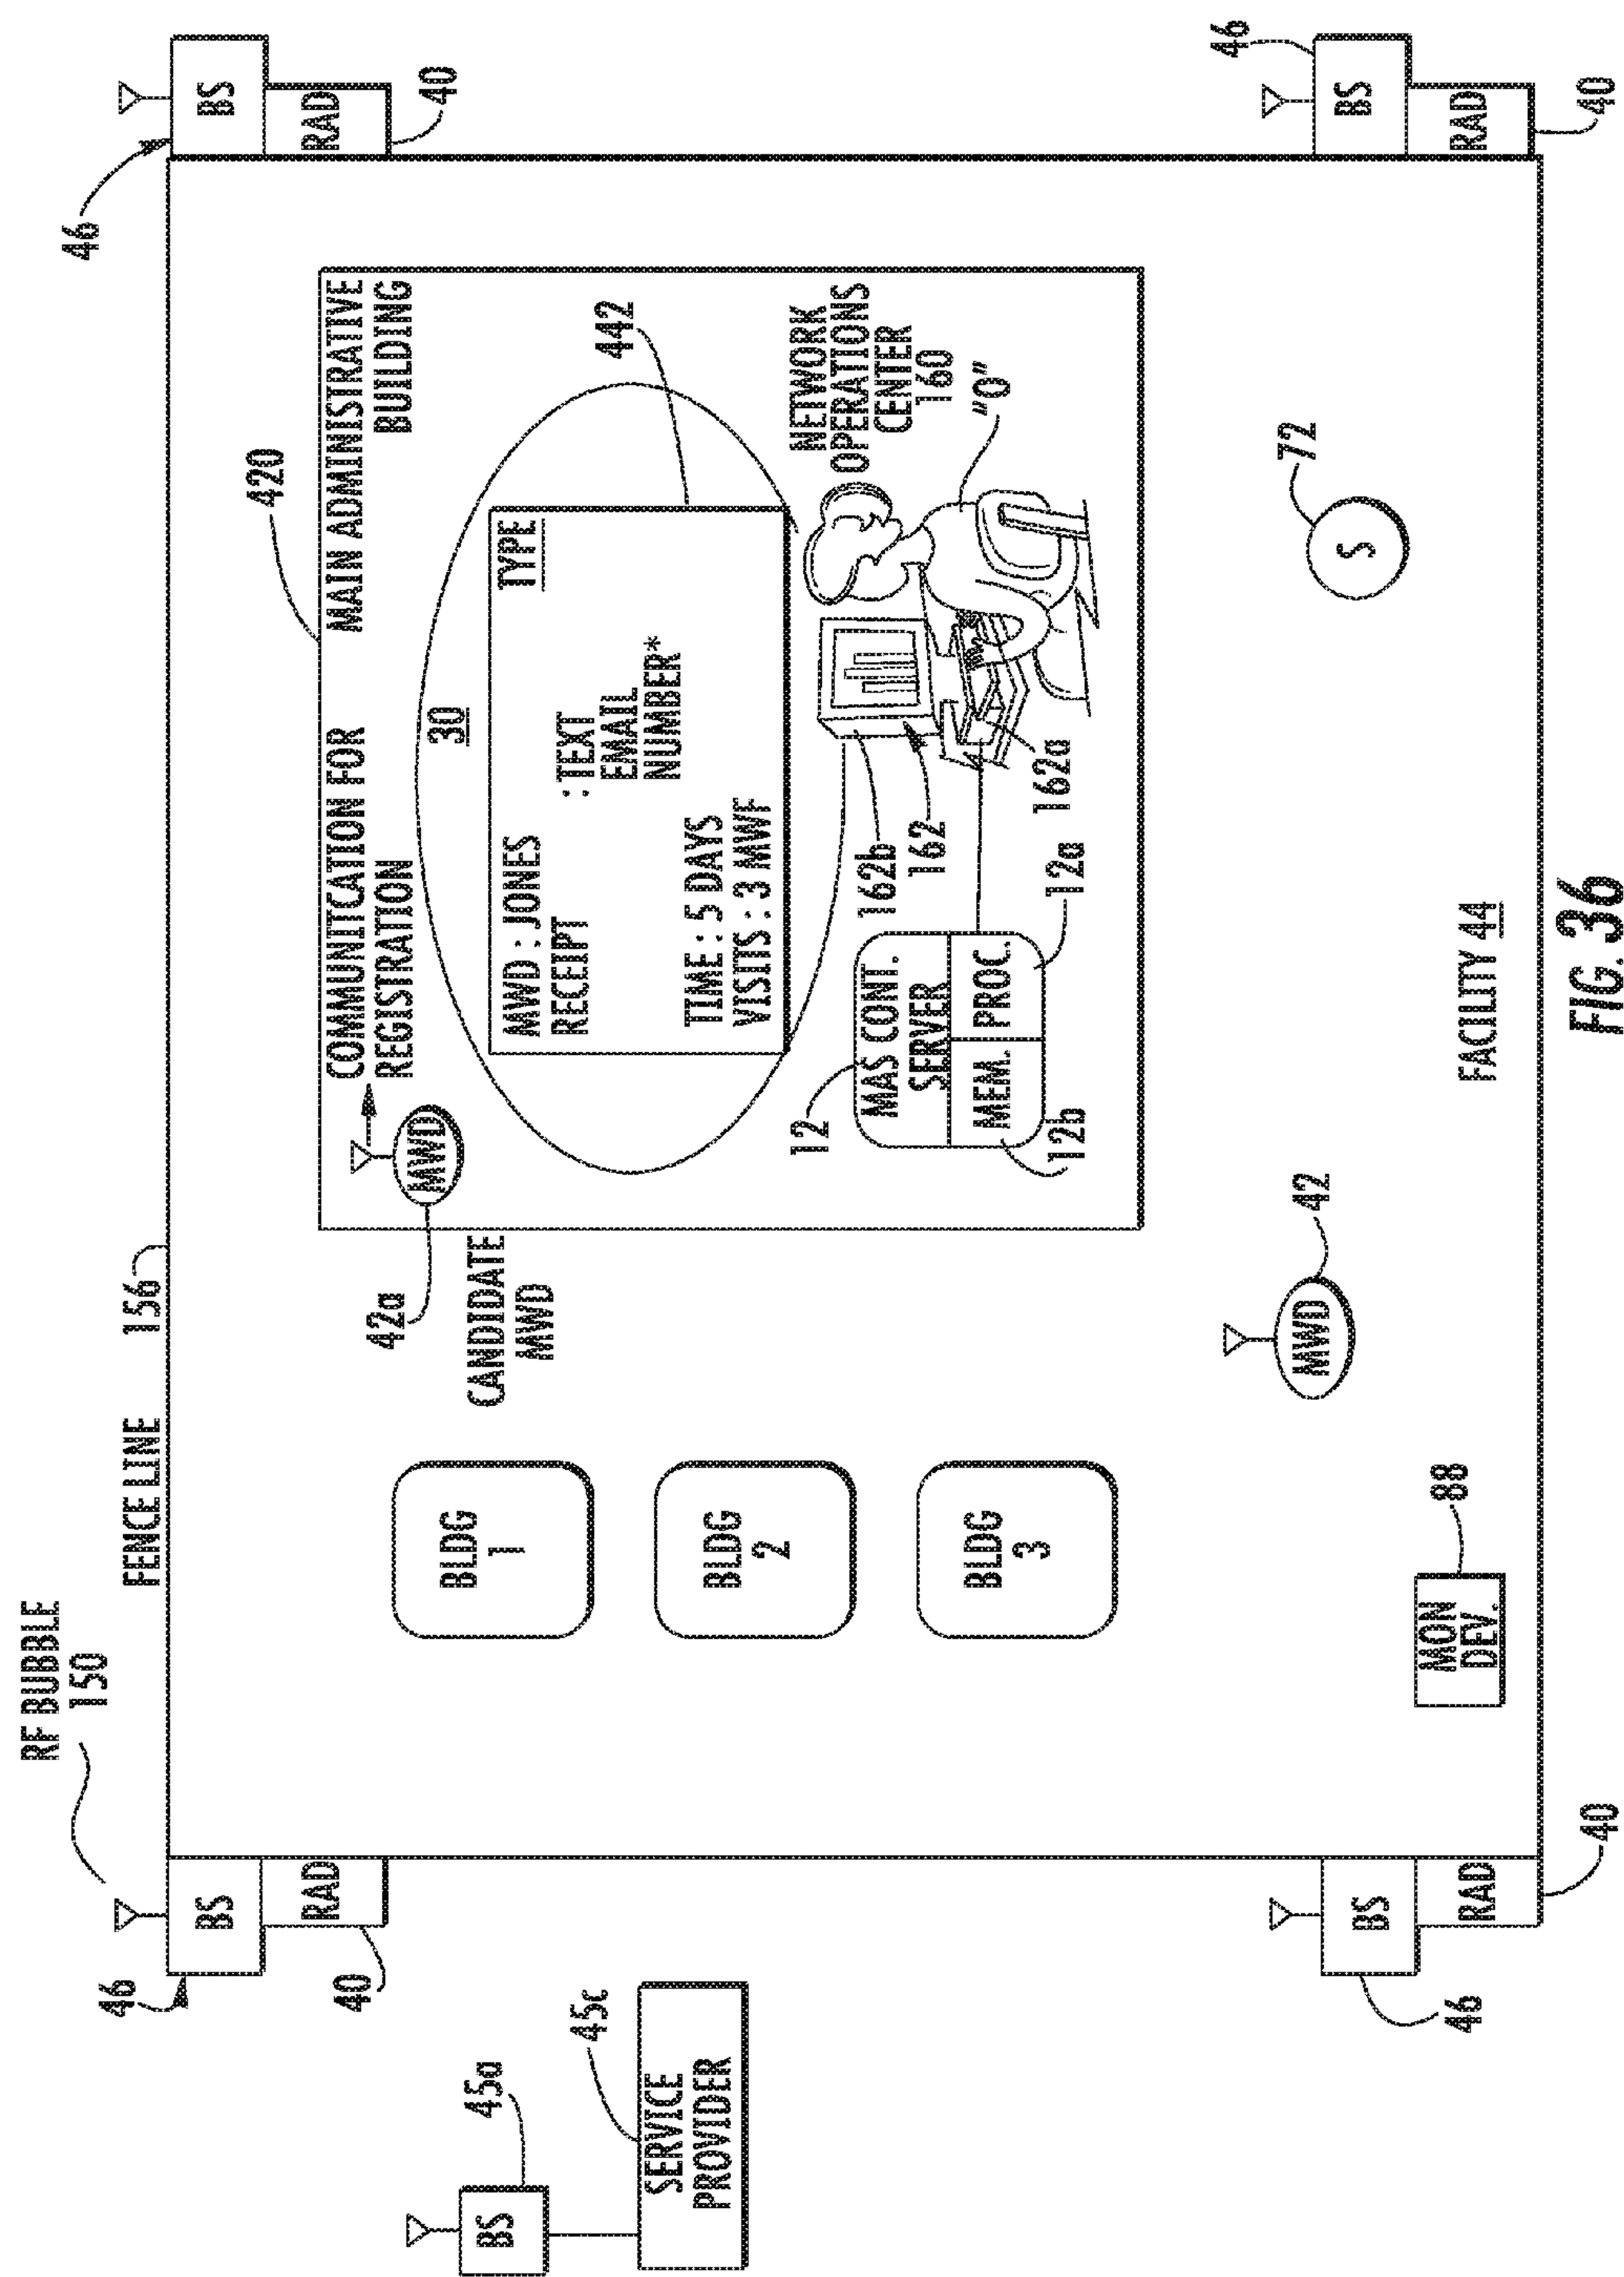 RF BUBBLE
150
FENCE LINE
156
46
BS
RAD
40
46
BS
RAD
40
45a
BS
45c
SERVICE
PROVIDER
BLDG
1
BLDG
2
BLDG
3
42a
CANDIDATE
MWD
MWD
COMMUNICATION FOR
REGISTRATION
420
MAIN ADMINISTRATIVE
BUILDING
30
MWD : JONES
RECEIPT
TYPE
: TEXT
EMAIL
NUMBER*
TIME : 5 DAYS
VISITS : 3 MWF
442
NETWORK
OPERATIONS
CENTER
160
"O"
12
MAS CONT.
SERVER
MEM.
PROC.
12b
12a
162b
162
162a
MON
DEV.
88
MWD
42
S
72
46
BS
RAD
40
46
BS
RAD
40
FACILITY 44
FIG. 36